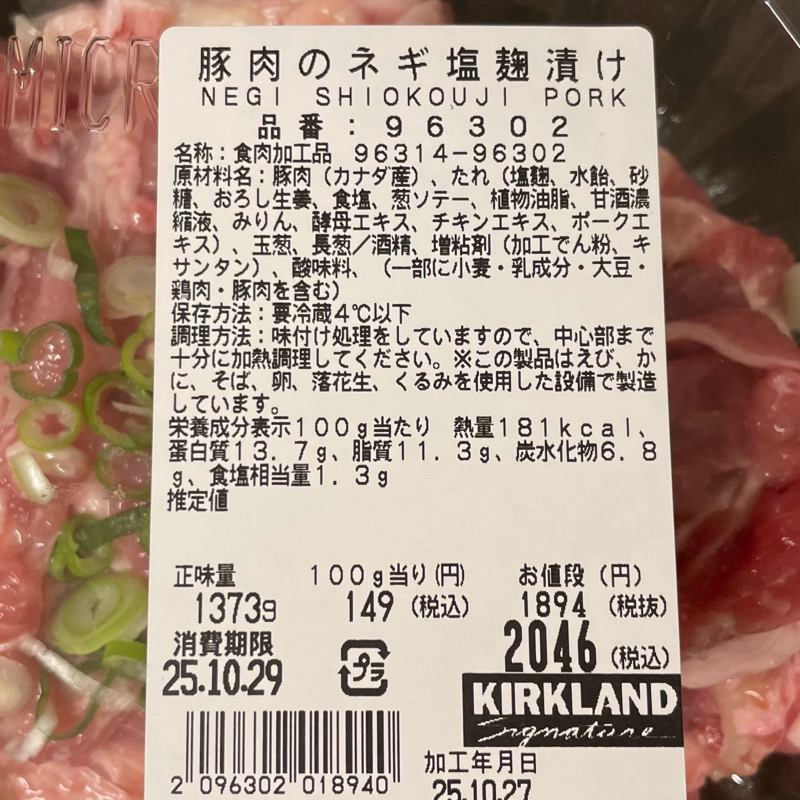 MICR
豚肉のネギ塩麹漬け
NEGI SHIOKOUJI PORK
品番：96302
名称：食肉加工品 96314-96302
原材料名：豚肉（カナダ産）、たれ（塩麹、水飴、砂
糖、おろし生姜、食塩、葱ソテー、植物油脂、甘酒濃
縮液、みりん、酵母エキス、チキンエキス、ポークエ
キス）、玉葱、長葱／酒精、増粘剤（加工でん粉、キ
サンタン）、酸味料、（一部に小麦・乳成分・大豆・
鶏肉・豚肉を含む）
保存方法：要冷蔵4℃以下
調理方法：味付け処理をしていますので、中心部まで
十分に加熱調理してください。※この製品はえび、か
に、そば、卵、落花生、くるみを使用した設備で製造
しています。
栄養成分表示100g当たり 熱量181kcal、
蛋白質13.7g、脂質11.3g、炭水化物6.8
g、食塩相当量1.3g
推定値
正味量 100g当り(円) お値段（円）
1373g 149（税込） 1894（税抜）
消費期限 2046（税込）
25.10.29 プラ
KIRKLAND
Signature
2 096302 018940 加工年月日
25.10.27